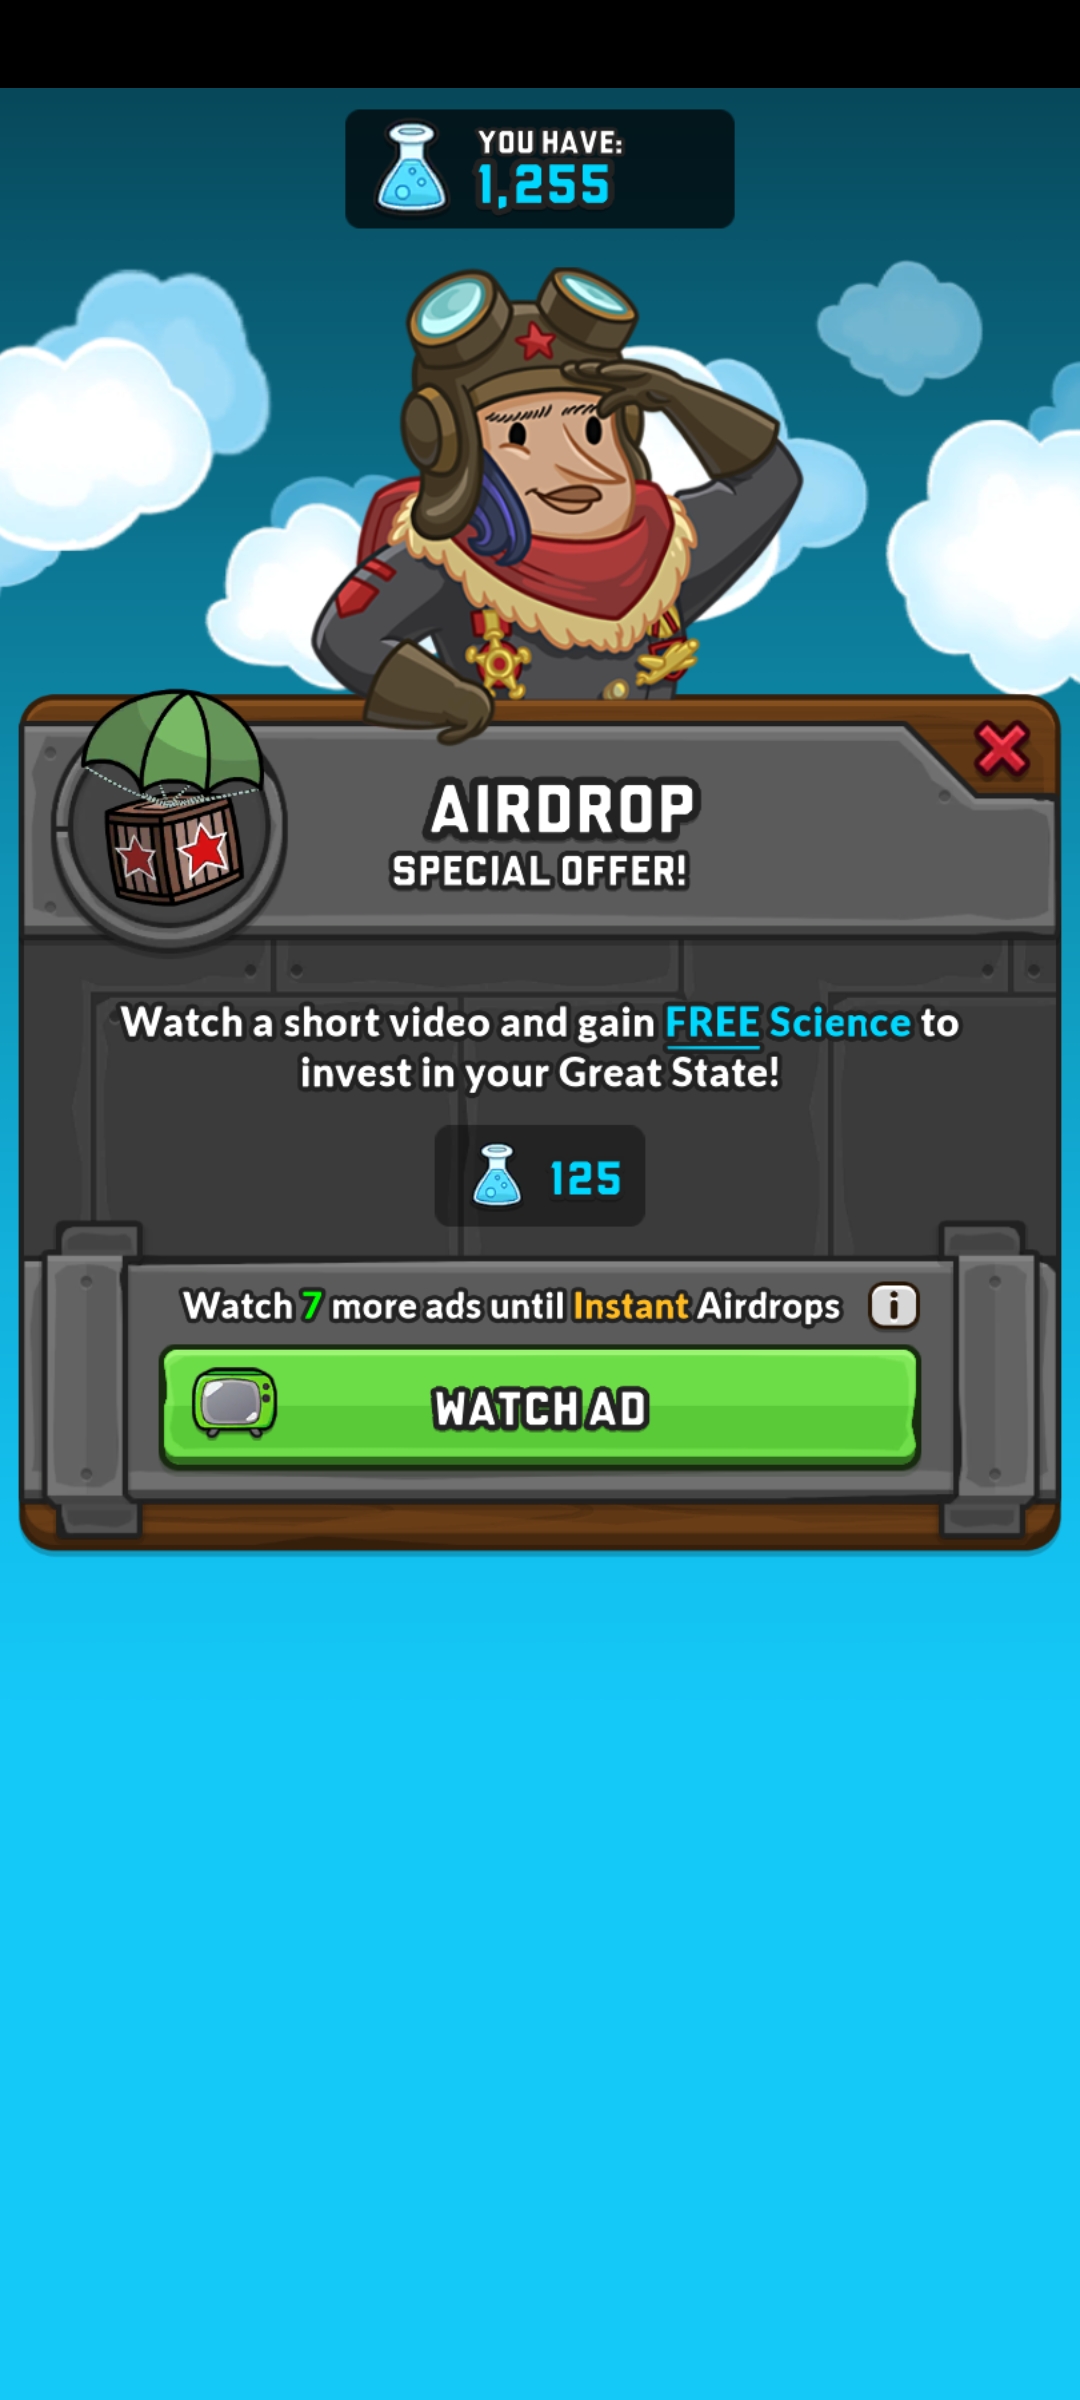 YOU HAVE:
1,255
AIRDROP
SPECIAL OFFER!
Watch a short video and gain FREE Science to
invest in your Great State!
125
Watch 7 more ads until Instant Airdrops
i
WATCH AD